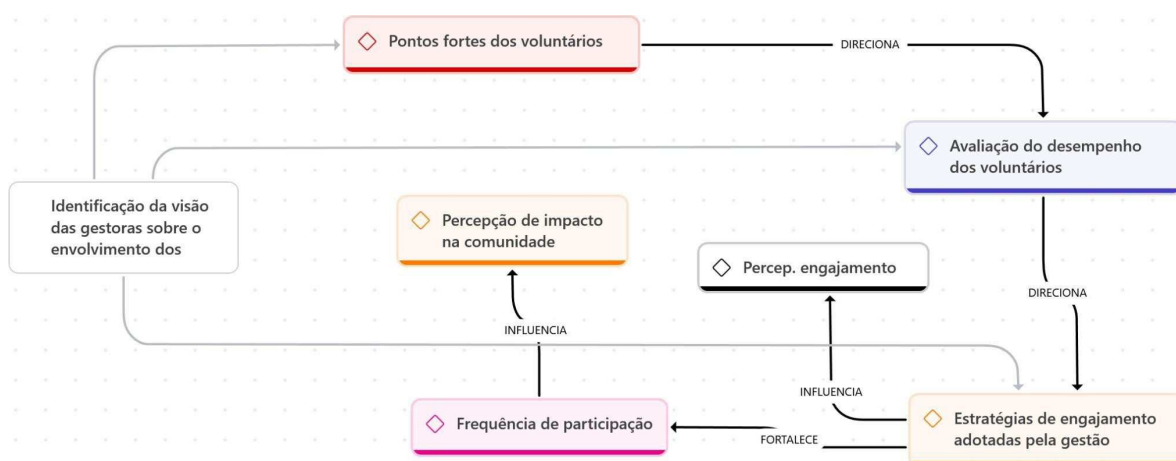 Pontos fortes dos voluntários
DIRECIONA
Avaliação do desempenho
dos voluntários
Identificação da visão
das gestoras sobre o
envolvimento dos
Percepção de impacto
na comunidade
Percep. engajamento
DIRECIONA
INFLUENCIA
INFLUENCIA
Frequência de participação
FORTALECE
Estratégias de engajamento
adotadas pela gestão